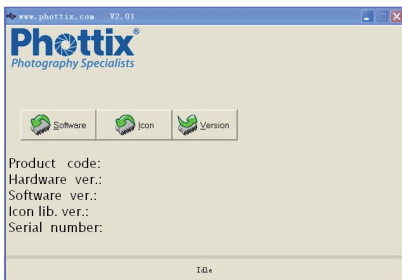 www.phottix.com V2.01
Phottix®
Photography Specialists
Software Icon Version
Product code:
Hardware ver.:
Software ver.:
Icon lib. ver.:
Serial number:
Idle